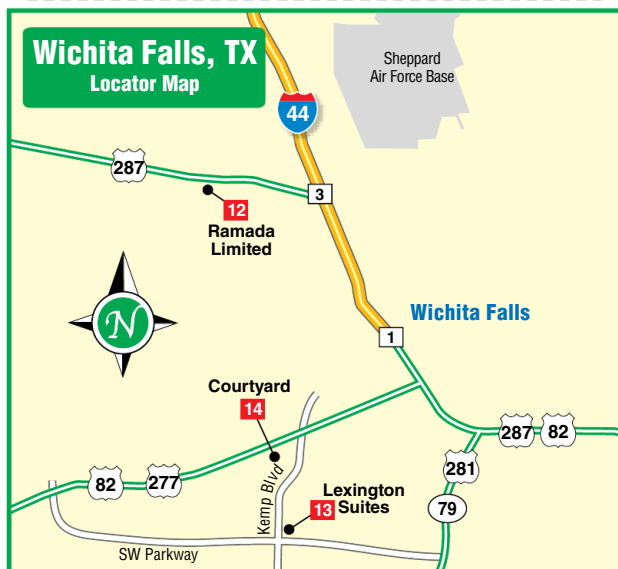 Wichita Falls, TX
Locator Map
Sheppard
Air Force Base
44
287
3
12
Ramada
Limited
N
Wichita Falls
1
Courtyard
14
287
82
82
277
281
Kemp Blvd
Lexington
Suites
13
79
SW Parkway